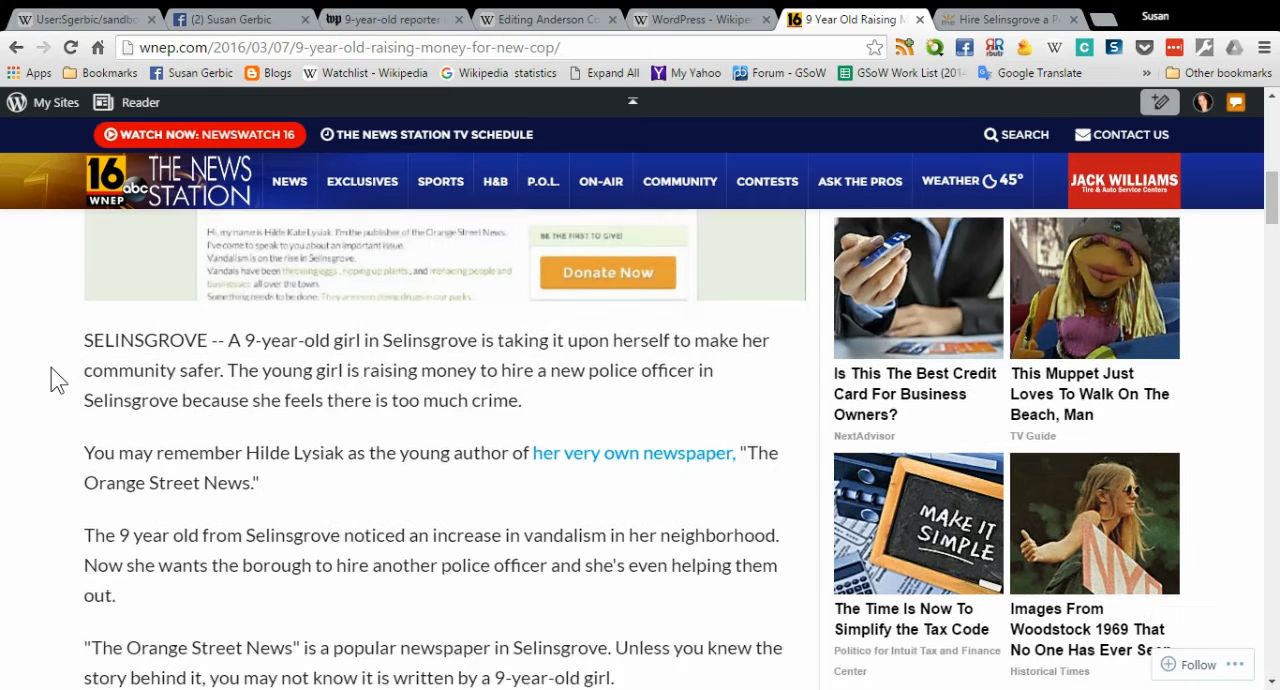 User:Sgerbic/sandbo
(2) Susan Gerbic
9-year-old reporter
Editing Anderson Co
WordPress - Wikiper
9 Year Old Raising M
Hire Selinsgrove a P
Susan
wnep.com/2016/03/07/9-year-old-raising-money-for-new-cop/
Apps
Bookmarks
Susan Gerbic
Blogs
Watchlist - Wikipedia
Wikipedia statistics
Expand All
My Yahoo
Forum - GSoW
GSoW Work List (201
Google Translate
»
Other bookmarks
My Sites
Reader
WATCH NOW: NEWSWATCH 16
THE NEWS STATION TV SCHEDULE
SEARCH
CONTACT US
16 WNEP abc
THE NEWS
STATION
NEWS
EXCLUSIVES
SPORTS
H&B
P.O.L.
ON-AIR
COMMUNITY
CONTESTS
ASK THE PROS
WEATHER 45°
JACK WILLIAMS
Tire & Auto Service Centers
Hi, my name is Hilde Kate Lysiak. I'm the publisher of the Orange Street News.
I've come to speak to you about an important issue.
Vandalism is on the rise in Selinsgrove.
Vandals have been throwing eggs, ripping up plants, and menacing people and
businesses all over the town.
Something needs to be done. They are even doing drugs in our parks.
BE THE FIRST TO GIVE!
Donate Now
SELINSGROVE -- A 9-year-old girl in Selinsgrove is taking it upon herself to make her
community safer. The young girl is raising money to hire a new police officer in
Selinsgrove because she feels there is too much crime.
You may remember Hilde Lysiak as the young author of her very own newspaper, "The
Orange Street News."
The 9 year old from Selinsgrove noticed an increase in vandalism in her neighborhood.
Now she wants the borough to hire another police officer and she's even helping them
out.
"The Orange Street News" is a popular newspaper in Selinsgrove. Unless you knew the
story behind it, you may not know it is written by a 9-year-old girl.
Is This The Best Credit
Card For Business
Owners?
NextAdvisor
This Muppet Just
Loves To Walk On The
Beach, Man
TV Guide
MAKE IT
SIMPLE
The Time Is Now To
Simplify the Tax Code
Politico for Intuit Tax and Finance
Center
Images From
Woodstock 1969 That
No One Has Ever Seen
Historical Times
Follow